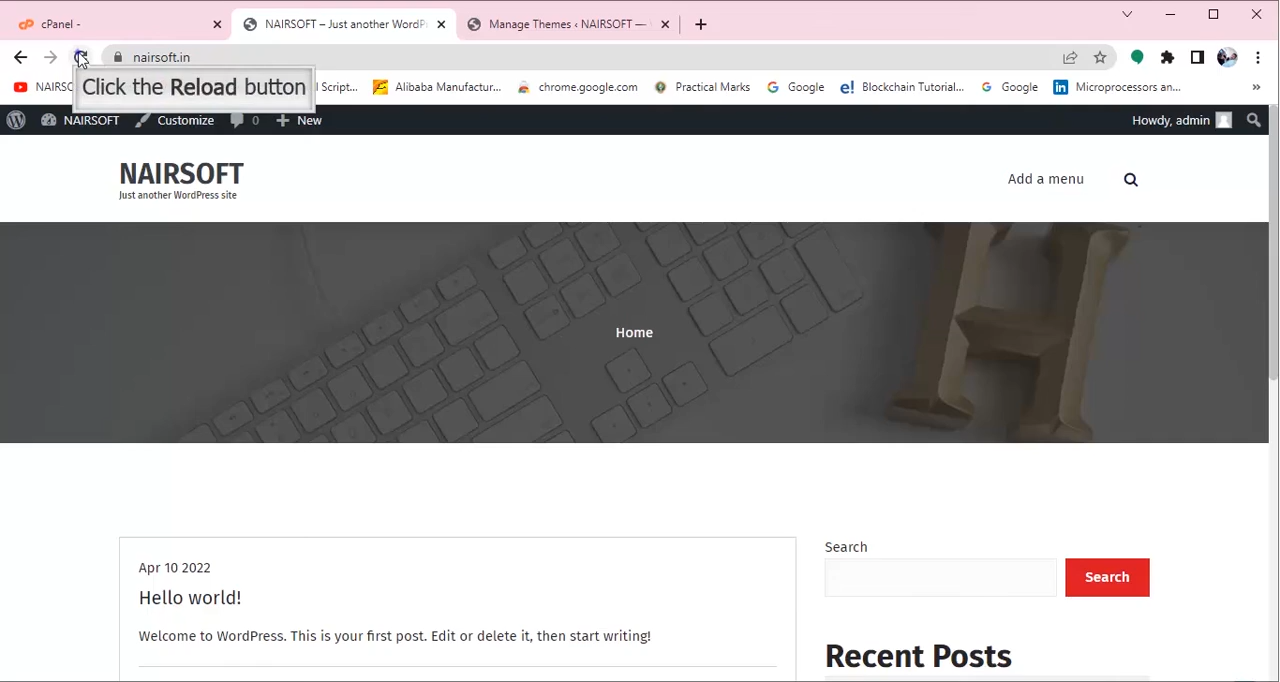 cPanel -
NAIRSOFT – Just another WordP
Manage Themes ‹ NAIRSOFT —
nairsoft.in
Click the Reload button
NAIRSO
l Script...
Alibaba Manufactur...
chrome.google.com
Practical Marks
Google
Blockchain Tutorial...
Google
Microprocessors an...
NAIRSOFT
Customize
0
New
Howdy, admin
NAIRSOFT
Just another WordPress site
Add a menu
Home
Apr 10 2022
Hello world!
Welcome to WordPress. This is your first post. Edit or delete it, then start writing!
Search
Search
Recent Posts